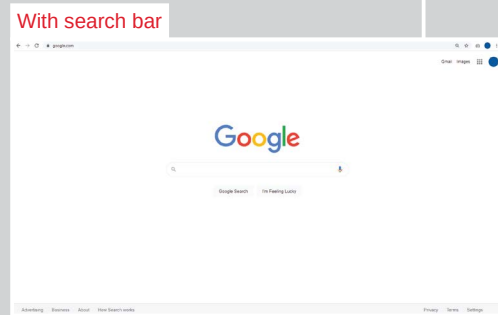 With search bar
google.com
Gmail Images
Google
Google Search I'm Feeling Lucky
Advertising Business About How Search works Privacy Terms Settings